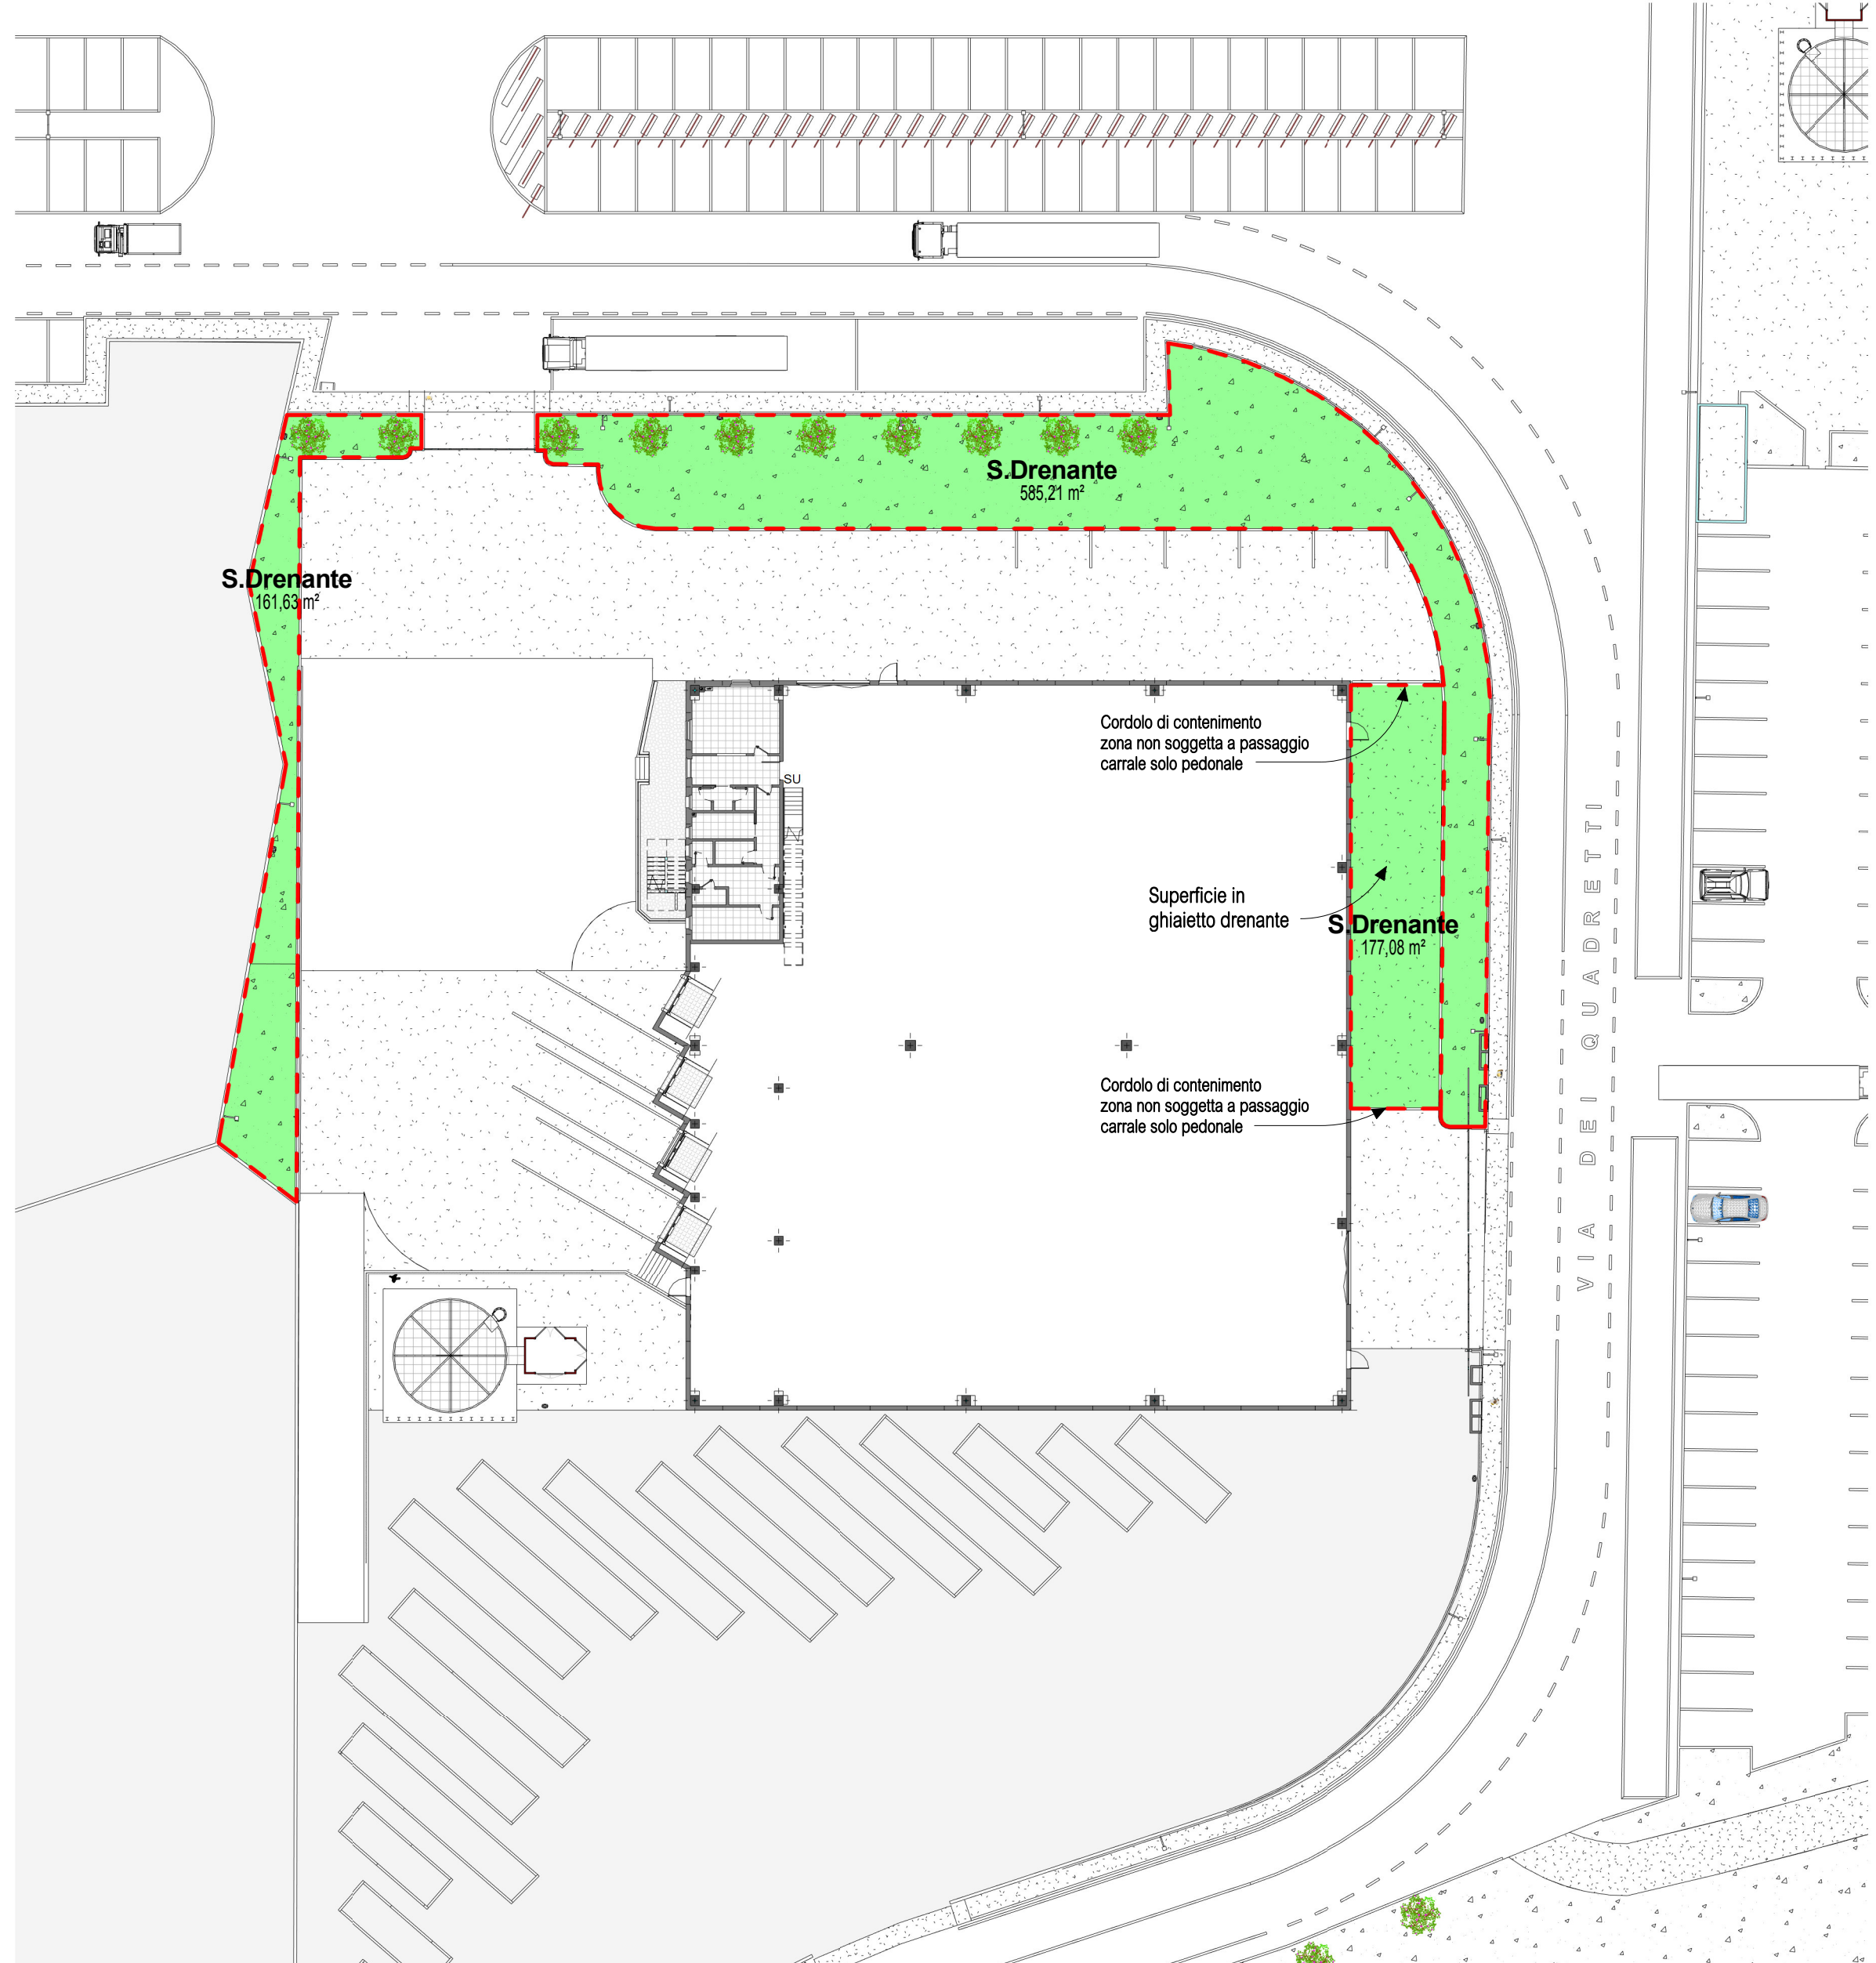 S.Drenante
585,21 m²
S.Drenante
161,63 m²
Cordolo di contenimento
zona non soggetta a passaggio
carrale solo pedonale
SU
Superficie in
ghiaietto drenante
S.Drenante
177,08 m²
Cordolo di contenimento
zona non soggetta a passaggio
carrale solo pedonale
VIA DEI QUADRETTI